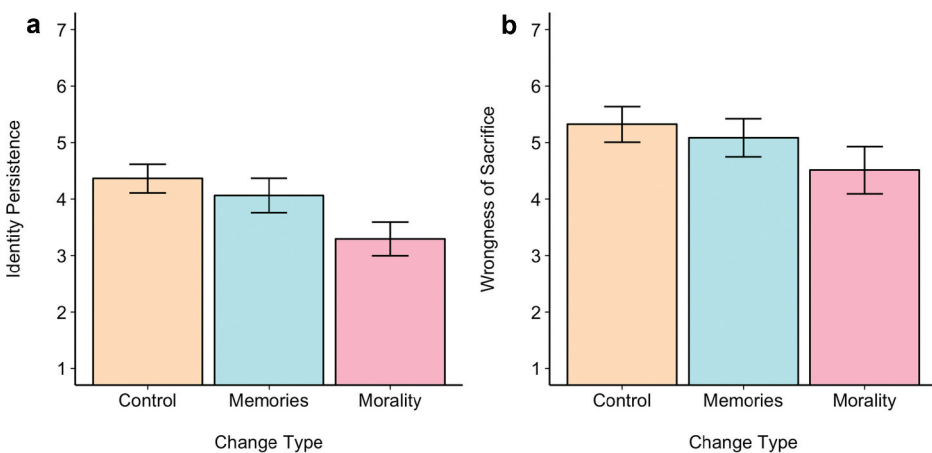 a
7
6
5
4
3
2
1
Identity Persistence
Control Memories Morality
Change Type
b
7
6
5
4
3
2
1
Wrongness of Sacrifice
Control Memories Morality
Change Type